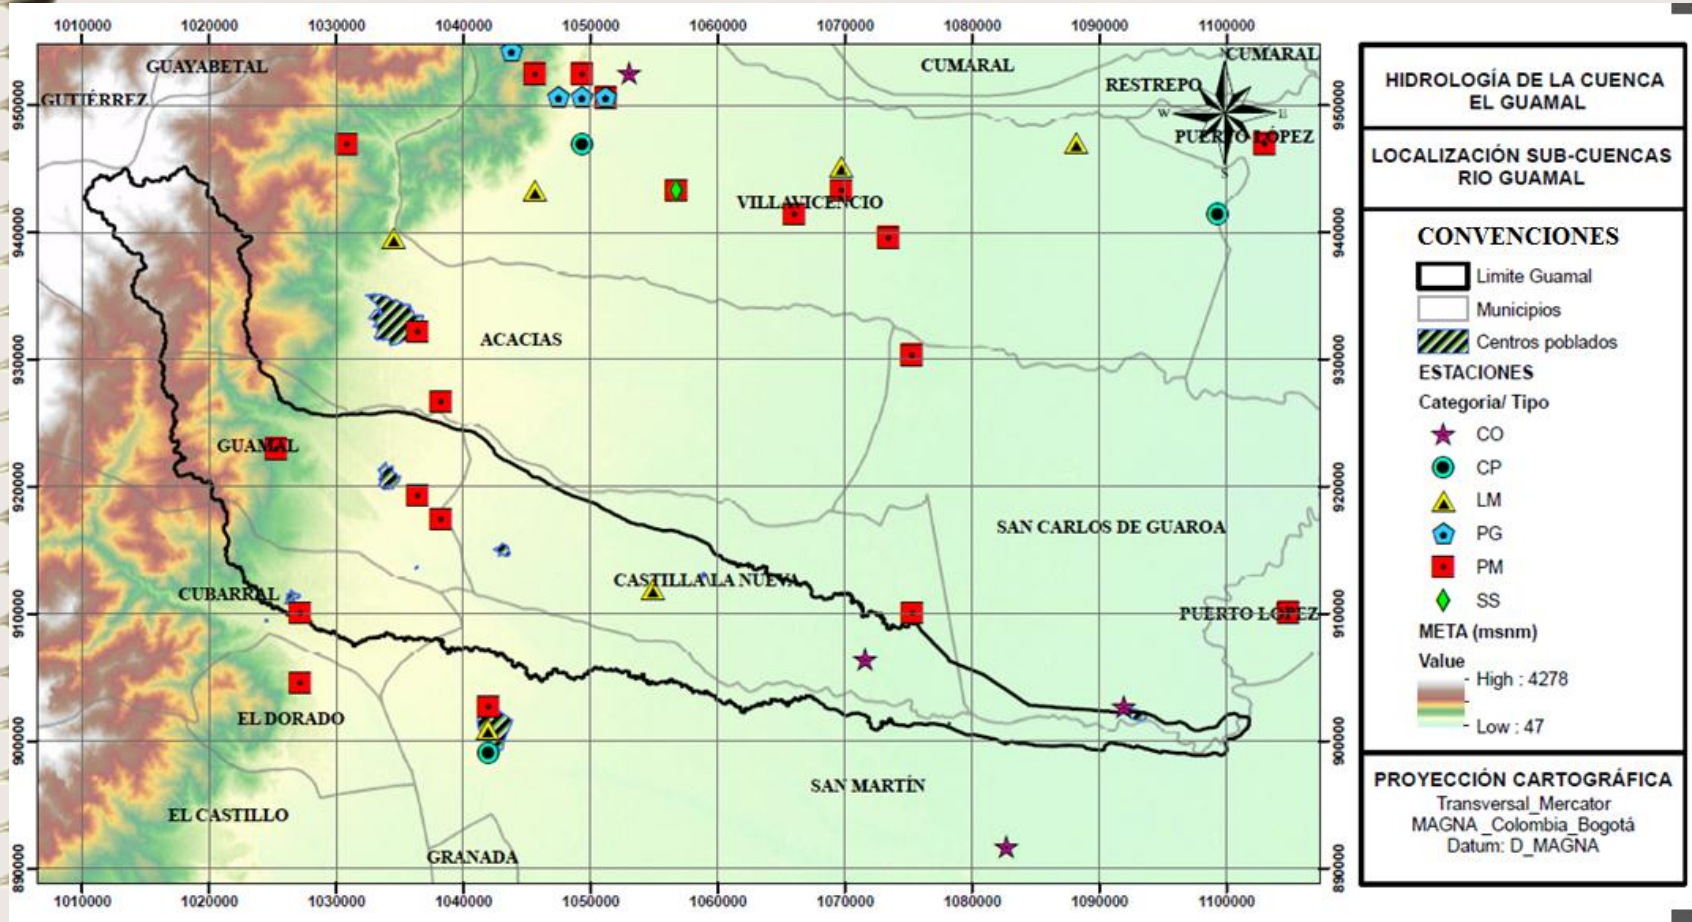 1010000 1020000 1030000 1040000 1050000 1060000 1070000 1080000 1090000 1100000
GUAYABETAL
CUMARAL
N
CUMARAL
GUTIÉRREZ
RESTREPO
950000
950000
W
E
PUERTO LÓPEZ
S
VILLAVICENCIO
940000
940000
ACACIAS
930000
930000
GUAMAL
920000
920000
SAN CARLOS DE GUAROA
CASTILLA LA NUEVA
CUBARRAL
910000
PUERTO LOPEZ
910000
EL DORADO
900000
900000
SAN MARTÍN
EL CASTILLO
GRANADA
890000
890000
1010000 1020000 1030000 1040000 1050000 1060000 1070000 1080000 1090000 1100000
HIDROLOGÍA DE LA CUENCA
EL GUAMAL
LOCALIZACIÓN SUB-CUENCAS
RIO GUAMAL
CONVENCIONES
Limite Guamal
Municipios
Centros poblados
ESTACIONES
Categoria/ Tipo
CO
CP
LM
PG
PM
SS
META (msnm)
Value
High : 4278
Low : 47
PROYECCIÓN CARTOGRÁFICA
Transversal_Mercator
MAGNA _Colombia_Bogotá
Datum: D_MAGNA